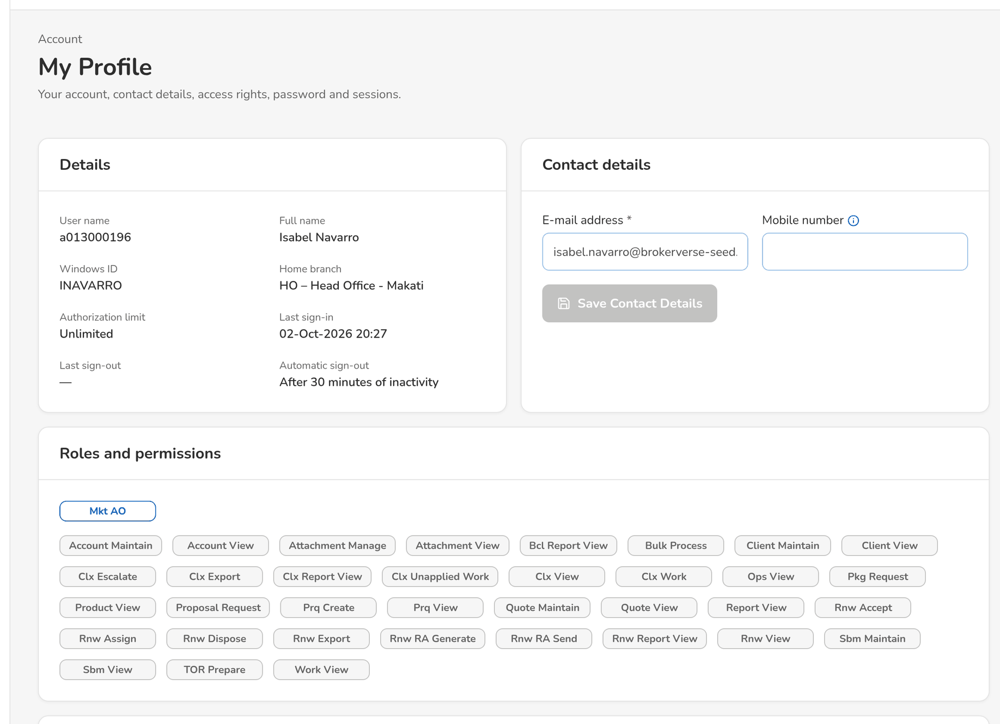 Account
My Profile
Your account, contact details, access rights, password and sessions.
Details
User name
a013000196
Full name
Isabel Navarro
Windows ID
INAVARRO
Home branch
HO – Head Office - Makati
Authorization limit
Unlimited
Last sign-in
02-Oct-2026 20:27
Last sign-out
—
Automatic sign-out
After 30 minutes of inactivity
Contact details
E-mail address *
isabel.navarro@brokerverse-seed.
Mobile number
Save Contact Details
Roles and permissions
Mkt AO
Account Maintain Account View Attachment Manage Attachment View Bcl Report View Bulk Process Client Maintain Client View
Clx Escalate Clx Export Clx Report View Clx Unapplied Work Clx View Clx Work Ops View Pkg Request
Product View Proposal Request Prq Create Prq View Quote Maintain Quote View Report View Rnw Accept
Rnw Assign Rnw Dispose Rnw Export Rnw RA Generate Rnw RA Send Rnw Report View Rnw View Sbm Maintain
Sbm View TOR Prepare Work View